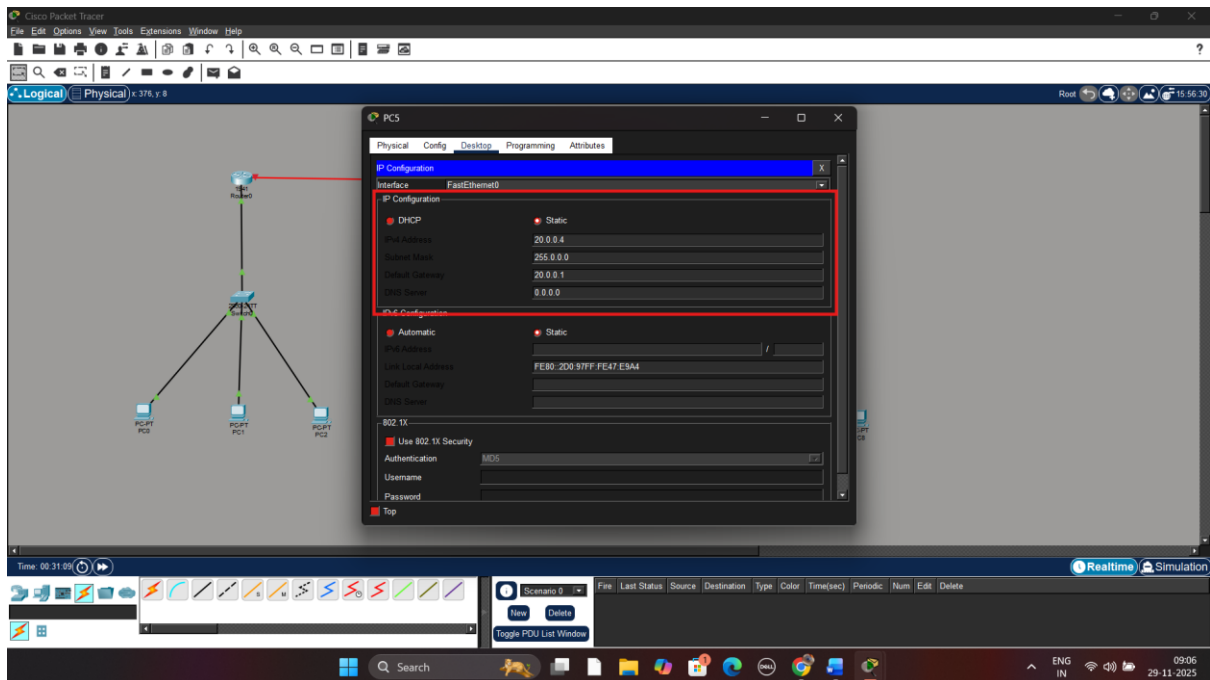 Cisco Packet Tracer
File Edit Options View Tools Extensions Window Help
?
Logical Physical x: 376, y: 8 Root 15:56:30
PC5
Physical Config Desktop Programming Attributes
IP Configuration X
Interface FastEthernet0
IP Configuration
DHCP Static
IPv4 Address 20.0.0.4
Subnet Mask 255.0.0.0
Default Gateway 20.0.0.1
DNS Server 0.0.0.0
IPv6 Configuration
Automatic Static
IPv6 Address /
Link Local Address FE80::2D0:97FF:FE47:E9A4
Default Gateway
DNS Server
802.1X
Use 802.1X Security
Authentication MD5
Username
Password
Top
Router0
PC-PT
PC0
PC-PT
PC1
PC-PT
PC2
Time: 00:31:09 Realtime Simulation
Scenario 0
New Delete
Toggle PDU List Window
Fire Last Status Source Destination Type Color Time(sec) Periodic Num Edit Delete
Search
ENG
IN
09:06
29-11-2025